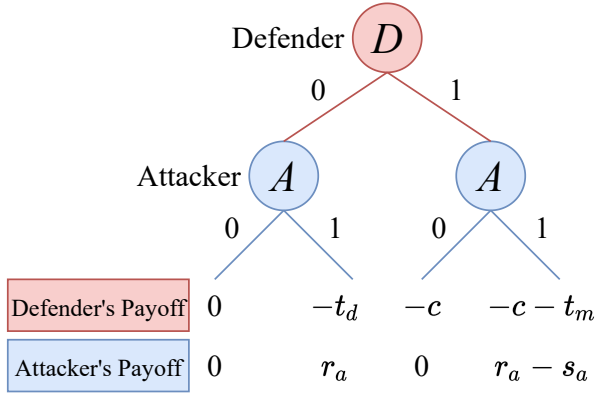 Defender D
0 1
Attacker A A
0 1 0 1
Defender's Payoff 0 −t_d −c −c − t_m
Attacker's Payoff 0 r_a 0 r_a − s_a